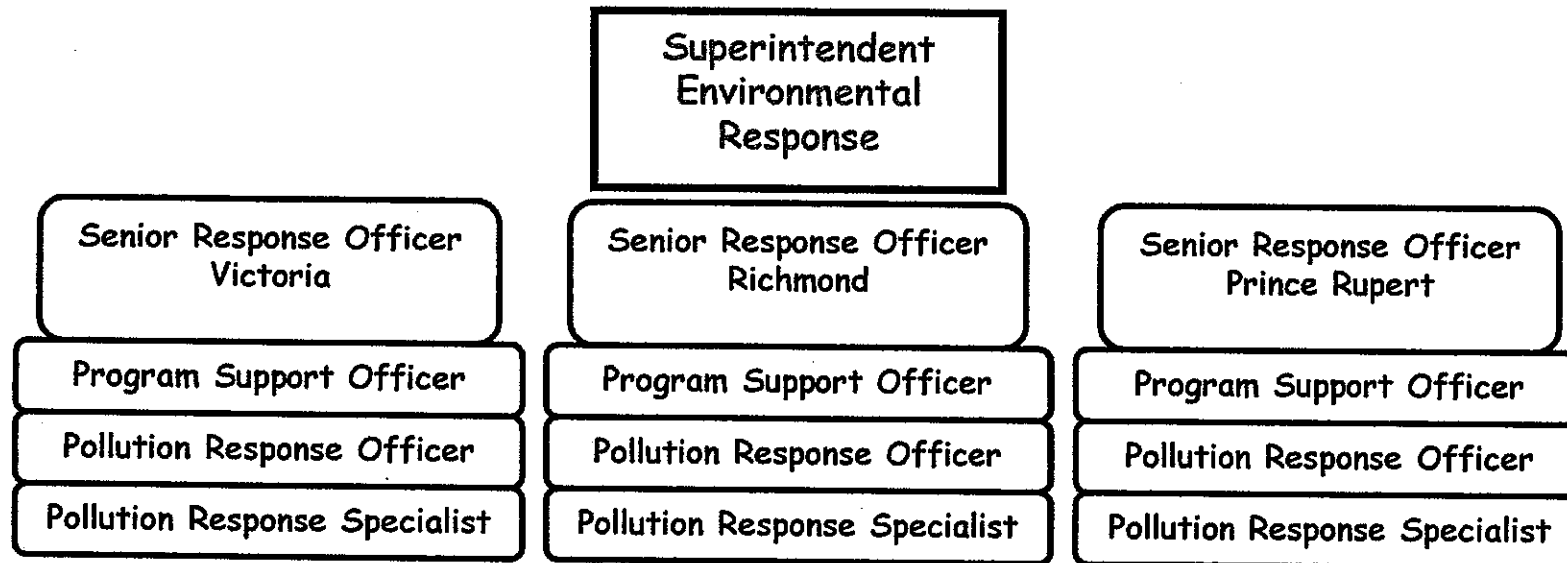 Superintendent
Environmental
Response
Senior Response Officer
Victoria
Program Support Officer
Pollution Response Officer
Pollution Response Specialist
Senior Response Officer
Richmond
Program Support Officer
Pollution Response Officer
Pollution Response Specialist
Senior Response Officer
Prince Rupert
Program Support Officer
Pollution Response Officer
Pollution Response Specialist